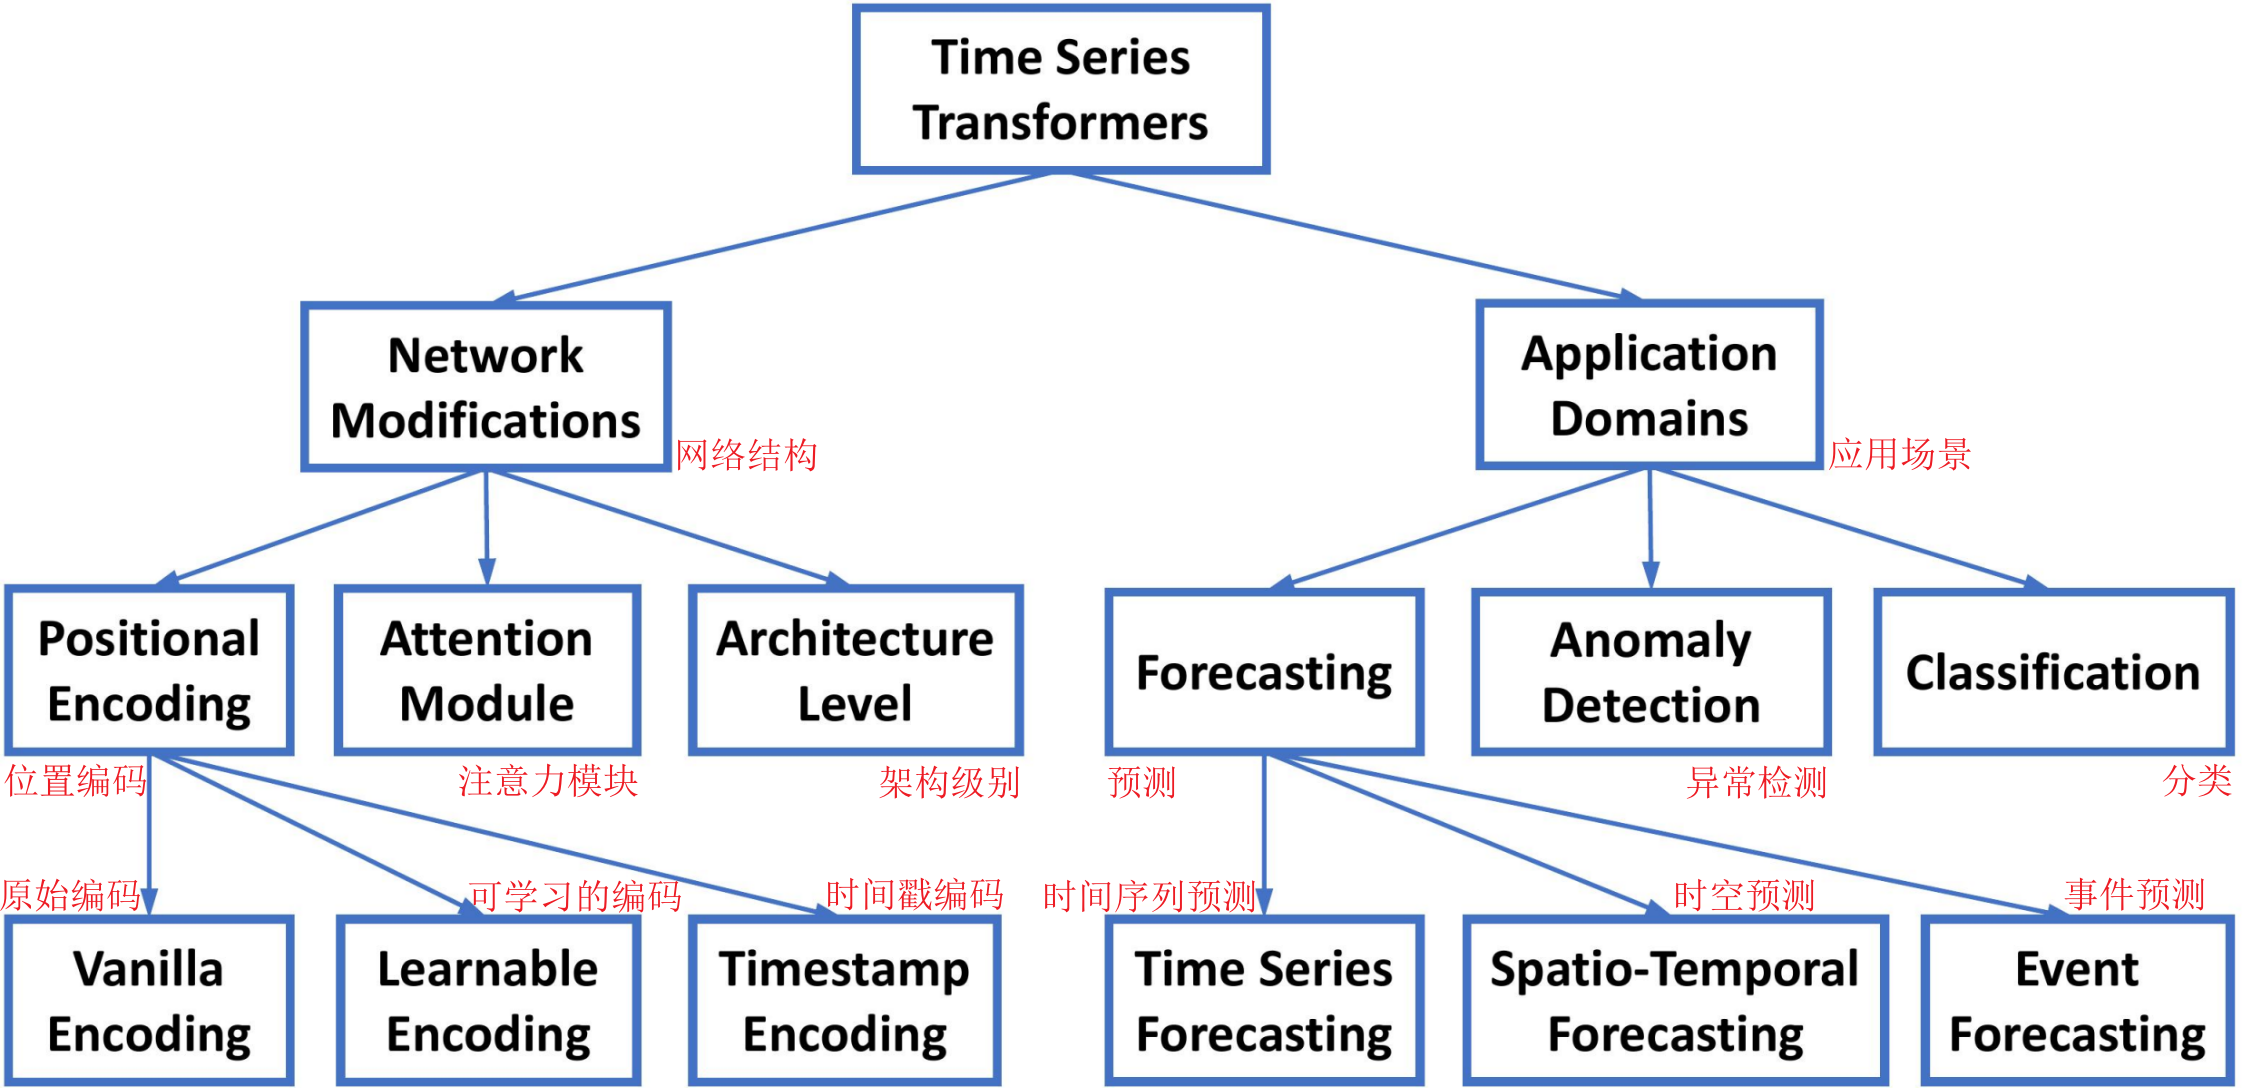 Time Series
Transformers
Network
Modifications
网络结构
Application
Domains
应用场景
Positional
Encoding
位置编码
Attention
Module
注意力模块
Architecture
Level
架构级别
Forecasting
预测
Anomaly
Detection
异常检测
Classification
分类
原始编码
Vanilla
Encoding
可学习的编码
Learnable
Encoding
时间戳编码
Timestamp
Encoding
时间序列预测
Time Series
Forecasting
时空预测
Spatio-Temporal
Forecasting
事件预测
Event
Forecasting